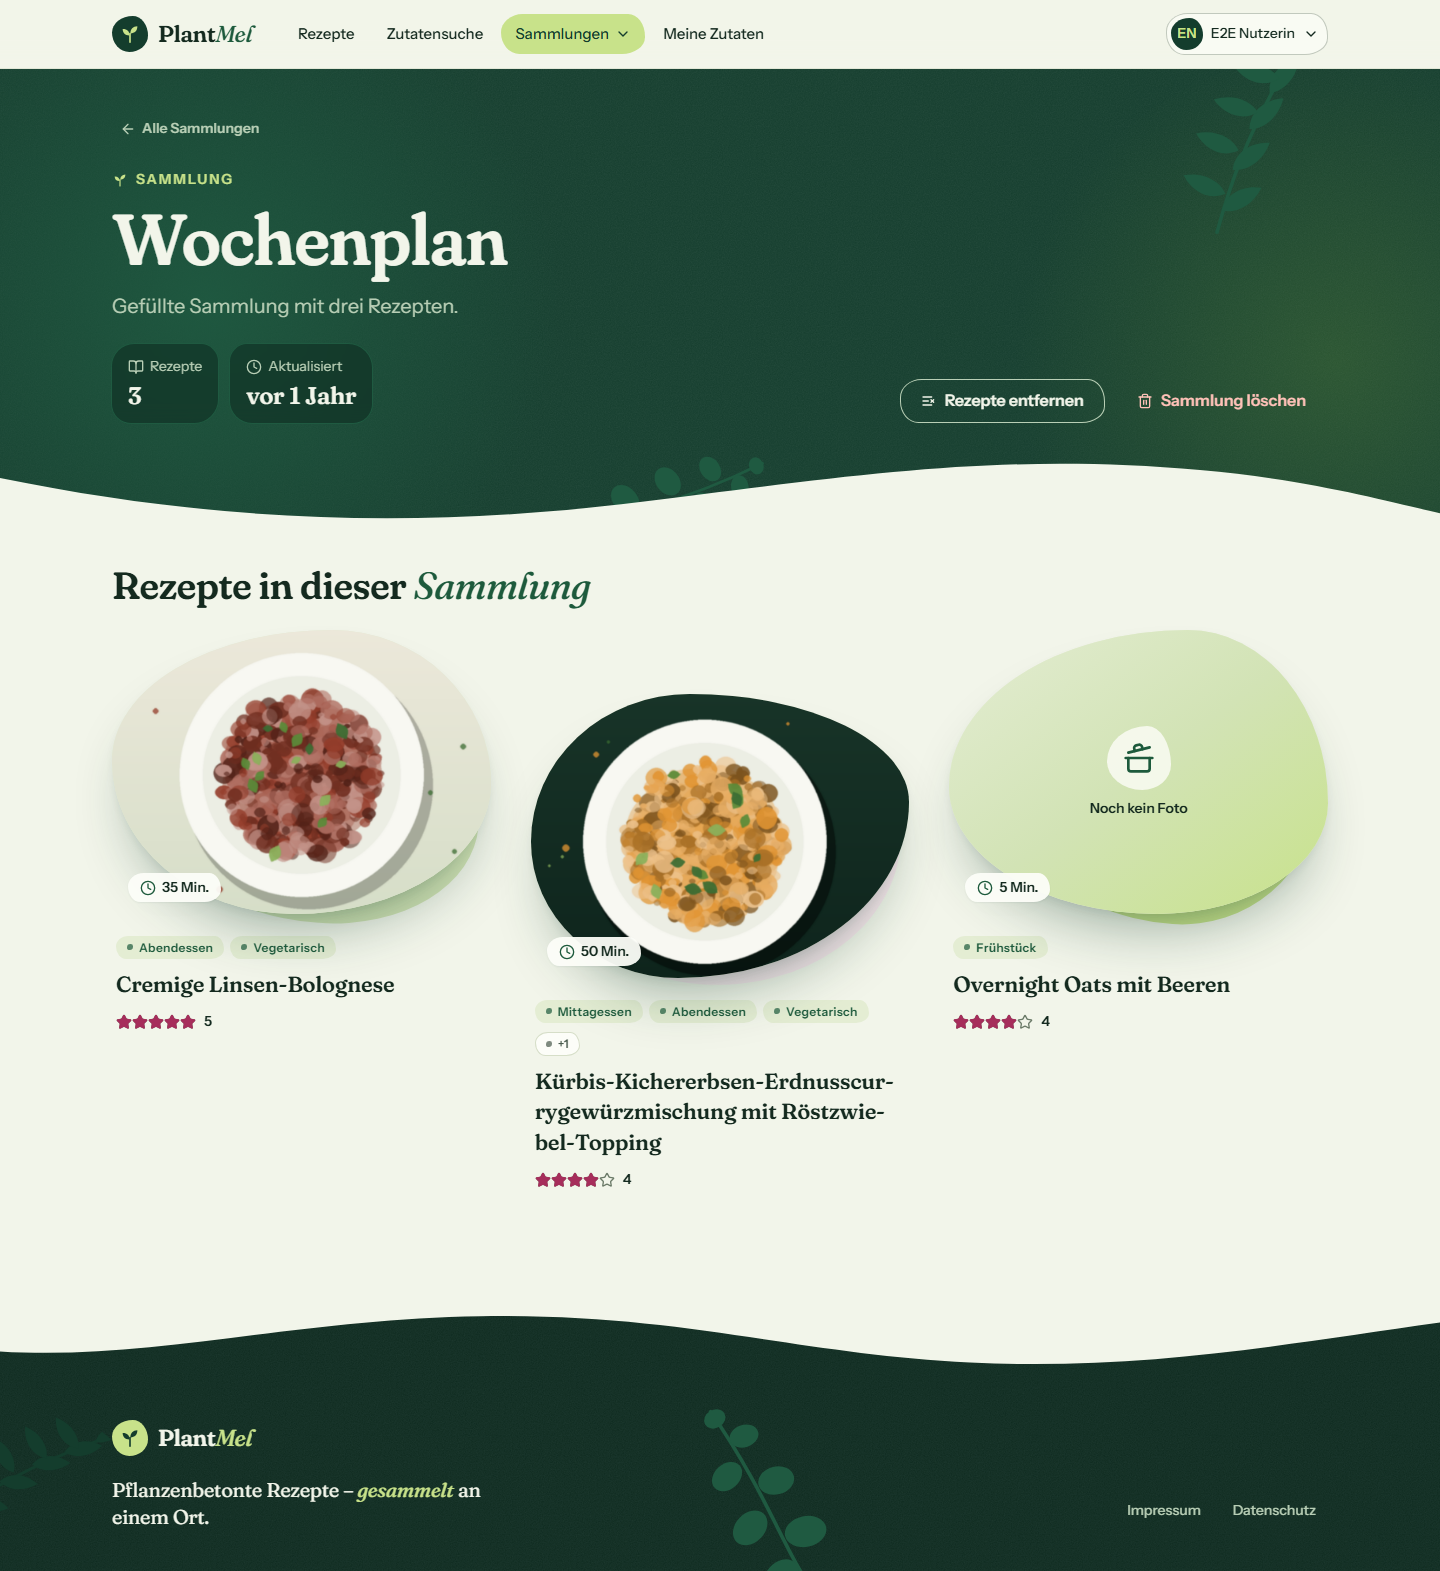 PlantMel
Rezepte
Zutatensuche
Sammlungen
Meine Zutaten
EN
E2E Nutzerin
Alle Sammlungen
SAMMLUNG
Wochenplan
Gefüllte Sammlung mit drei Rezepten.
Rezepte
3
Aktualisiert
vor 1 Jahr
Rezepte entfernen
Sammlung löschen
Rezepte in dieser Sammlung
35 Min.
Abendessen
Vegetarisch
Cremige Linsen-Bolognese
5
50 Min.
Mittagessen
Abendessen
Vegetarisch
+1
Kürbis-Kichererbsen-Erdnusscur-
rygewürzmischung mit Röstzwie-
bel-Topping
4
Noch kein Foto
5 Min.
Frühstück
Overnight Oats mit Beeren
4
PlantMel
Pflanzenbetonte Rezepte – gesammelt an
einem Ort.
Impressum
Datenschutz